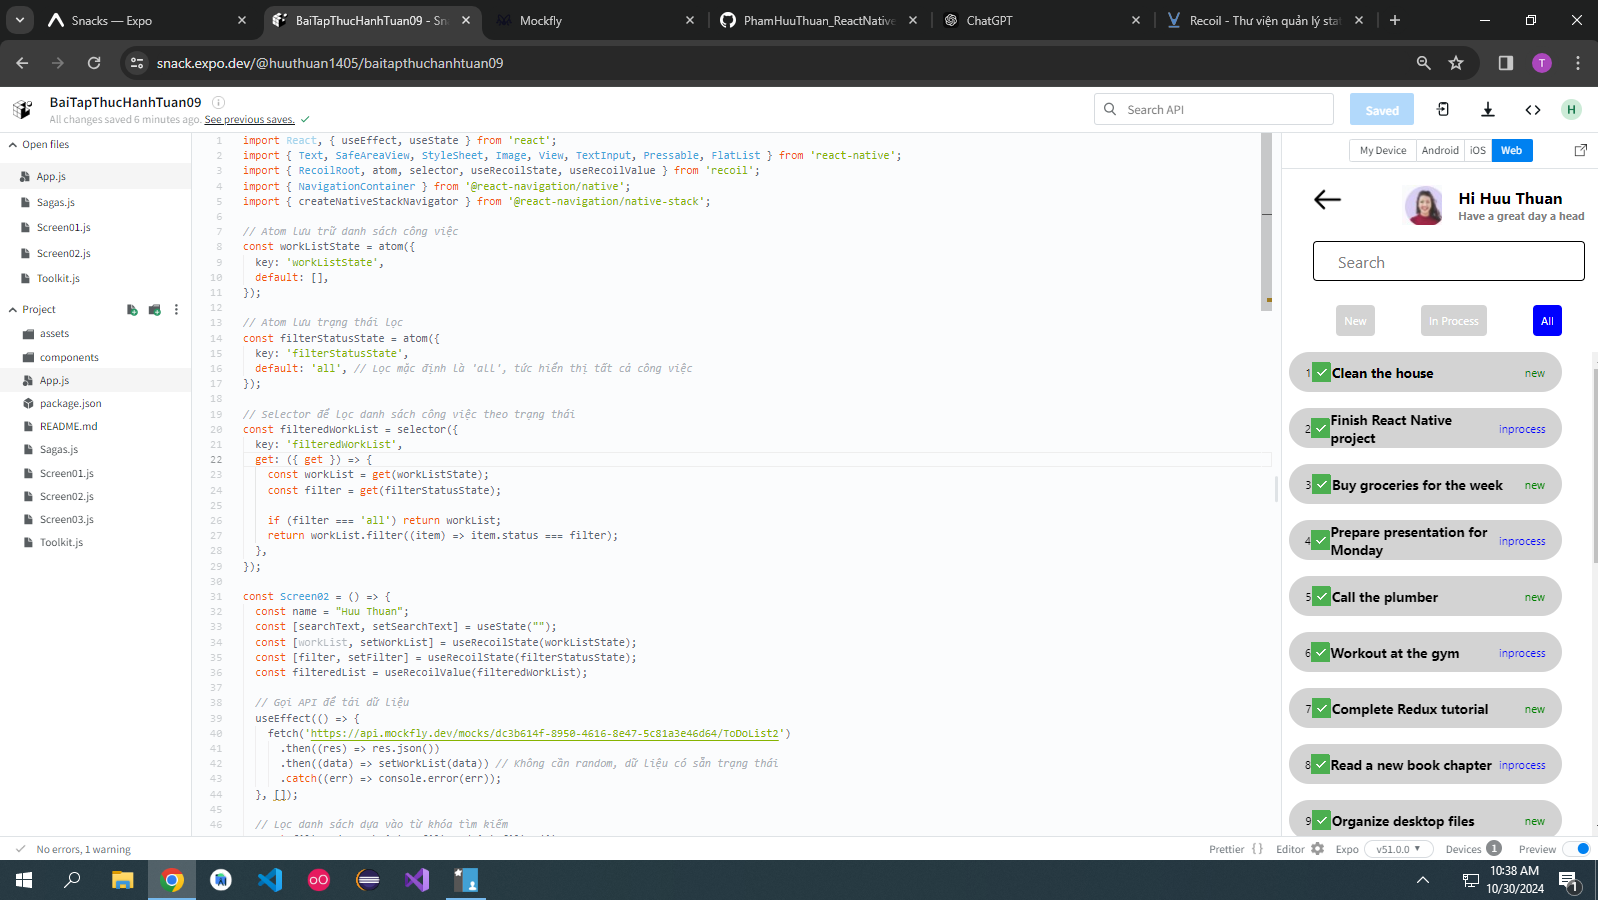 Snacks — Expo
BaiTapThucHanhTuan09 - Sna
Mockfly
PhamHuuThuan_ReactNative
ChatGPT
Recoil - Thư viện quản lý stat
snack.expo.dev/@huuthuan1405/baitapthuchanhtuan09
T
BaiTapThucHanhTuan09
All changes saved 6 minutes ago. See previous saves.
Search API
Saved
H
Open files
App.js
Sagas.js
Screen01.js
Screen02.js
Toolkit.js
Project
assets
components
App.js
package.json
README.md
Sagas.js
Screen01.js
Screen02.js
Screen03.js
Toolkit.js
1 import React, { useEffect, useState } from 'react';
2 import { Text, SafeAreaView, StyleSheet, Image, View, TextInput, Pressable, FlatList } from 'react-native';
3 import { RecoilRoot, atom, selector, useRecoilState, useRecoilValue } from 'recoil';
4 import { NavigationContainer } from '@react-navigation/native';
5 import { createNativeStackNavigator } from '@react-navigation/native-stack';
6
7 // Atom lưu trữ danh sách công việc
8 const workListState = atom({
9 key: 'workListState',
10 default: [],
11 });
12
13 // Atom lưu trạng thái lọc
14 const filterStatusState = atom({
15 key: 'filterStatusState',
16 default: 'all', // Lọc mặc định là 'all', tức hiển thị tất cả công việc
17 });
18
19 // Selector để lọc danh sách công việc theo trạng thái
20 const filteredWorkList = selector({
21 key: 'filteredWorkList',
22 get: ({ get }) => {
23 const workList = get(workListState);
24 const filter = get(filterStatusState);
25
26 if (filter === 'all') return workList;
27 return workList.filter((item) => item.status === filter);
28 },
29 });
30
31 const Screen02 = () => {
32 const name = "Huu Thuan";
33 const [searchText, setSearchText] = useState("");
34 const [workList, setWorkList] = useRecoilState(workListState);
35 const [filter, setFilter] = useRecoilState(filterStatusState);
36 const filteredList = useRecoilValue(filteredWorkList);
37
38 // Gọi API để tải dữ liệu
39 useEffect(() => {
40 fetch('https://api.mockfly.dev/mocks/dc3b614f-8950-4616-8e47-5c81a3e46d64/ToDoList2')
41 .then((res) => res.json())
42 .then((data) => setWorkList(data)) // Không cần random, dữ liệu có sẵn trạng thái
43 .catch((err) => console.error(err));
44 }, []);
45
46 // Lọc danh sách dựa vào từ khóa tìm kiếm
My Device
Android
iOS
Web
Hi Huu Thuan
Have a great day a head
Search
New
In Process
All
1 Clean the house new
2 Finish React Native project inprocess
3 Buy groceries for the week new
4 Prepare presentation for Monday inprocess
5 Call the plumber new
6 Workout at the gym inprocess
7 Complete Redux tutorial new
8 Read a new book chapter inprocess
9 Organize desktop files new
No errors, 1 warning
Prettier { }
Editor
Expo
v51.0.0
Devices 1
Preview
10:38 AM
10/30/2024
1